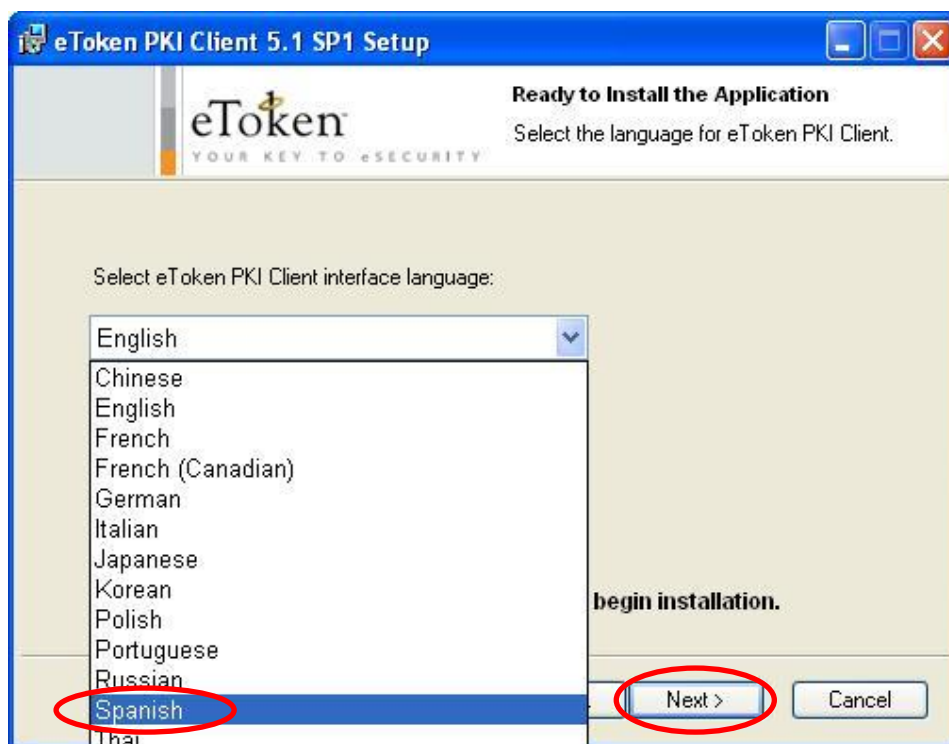 eToken PKI Client 5.1 SP1 Setup
eToken
YOUR KEY TO eSECURITY
Ready to Install the Application
Select the language for eToken PKI Client.
Select eToken PKI Client interface language:
English
Chinese
English
French
French (Canadian)
German
Italian
Japanese
Korean
begin installation.
Polish
Portuguese
Russian
Spanish
Next >
Cancel
Thai